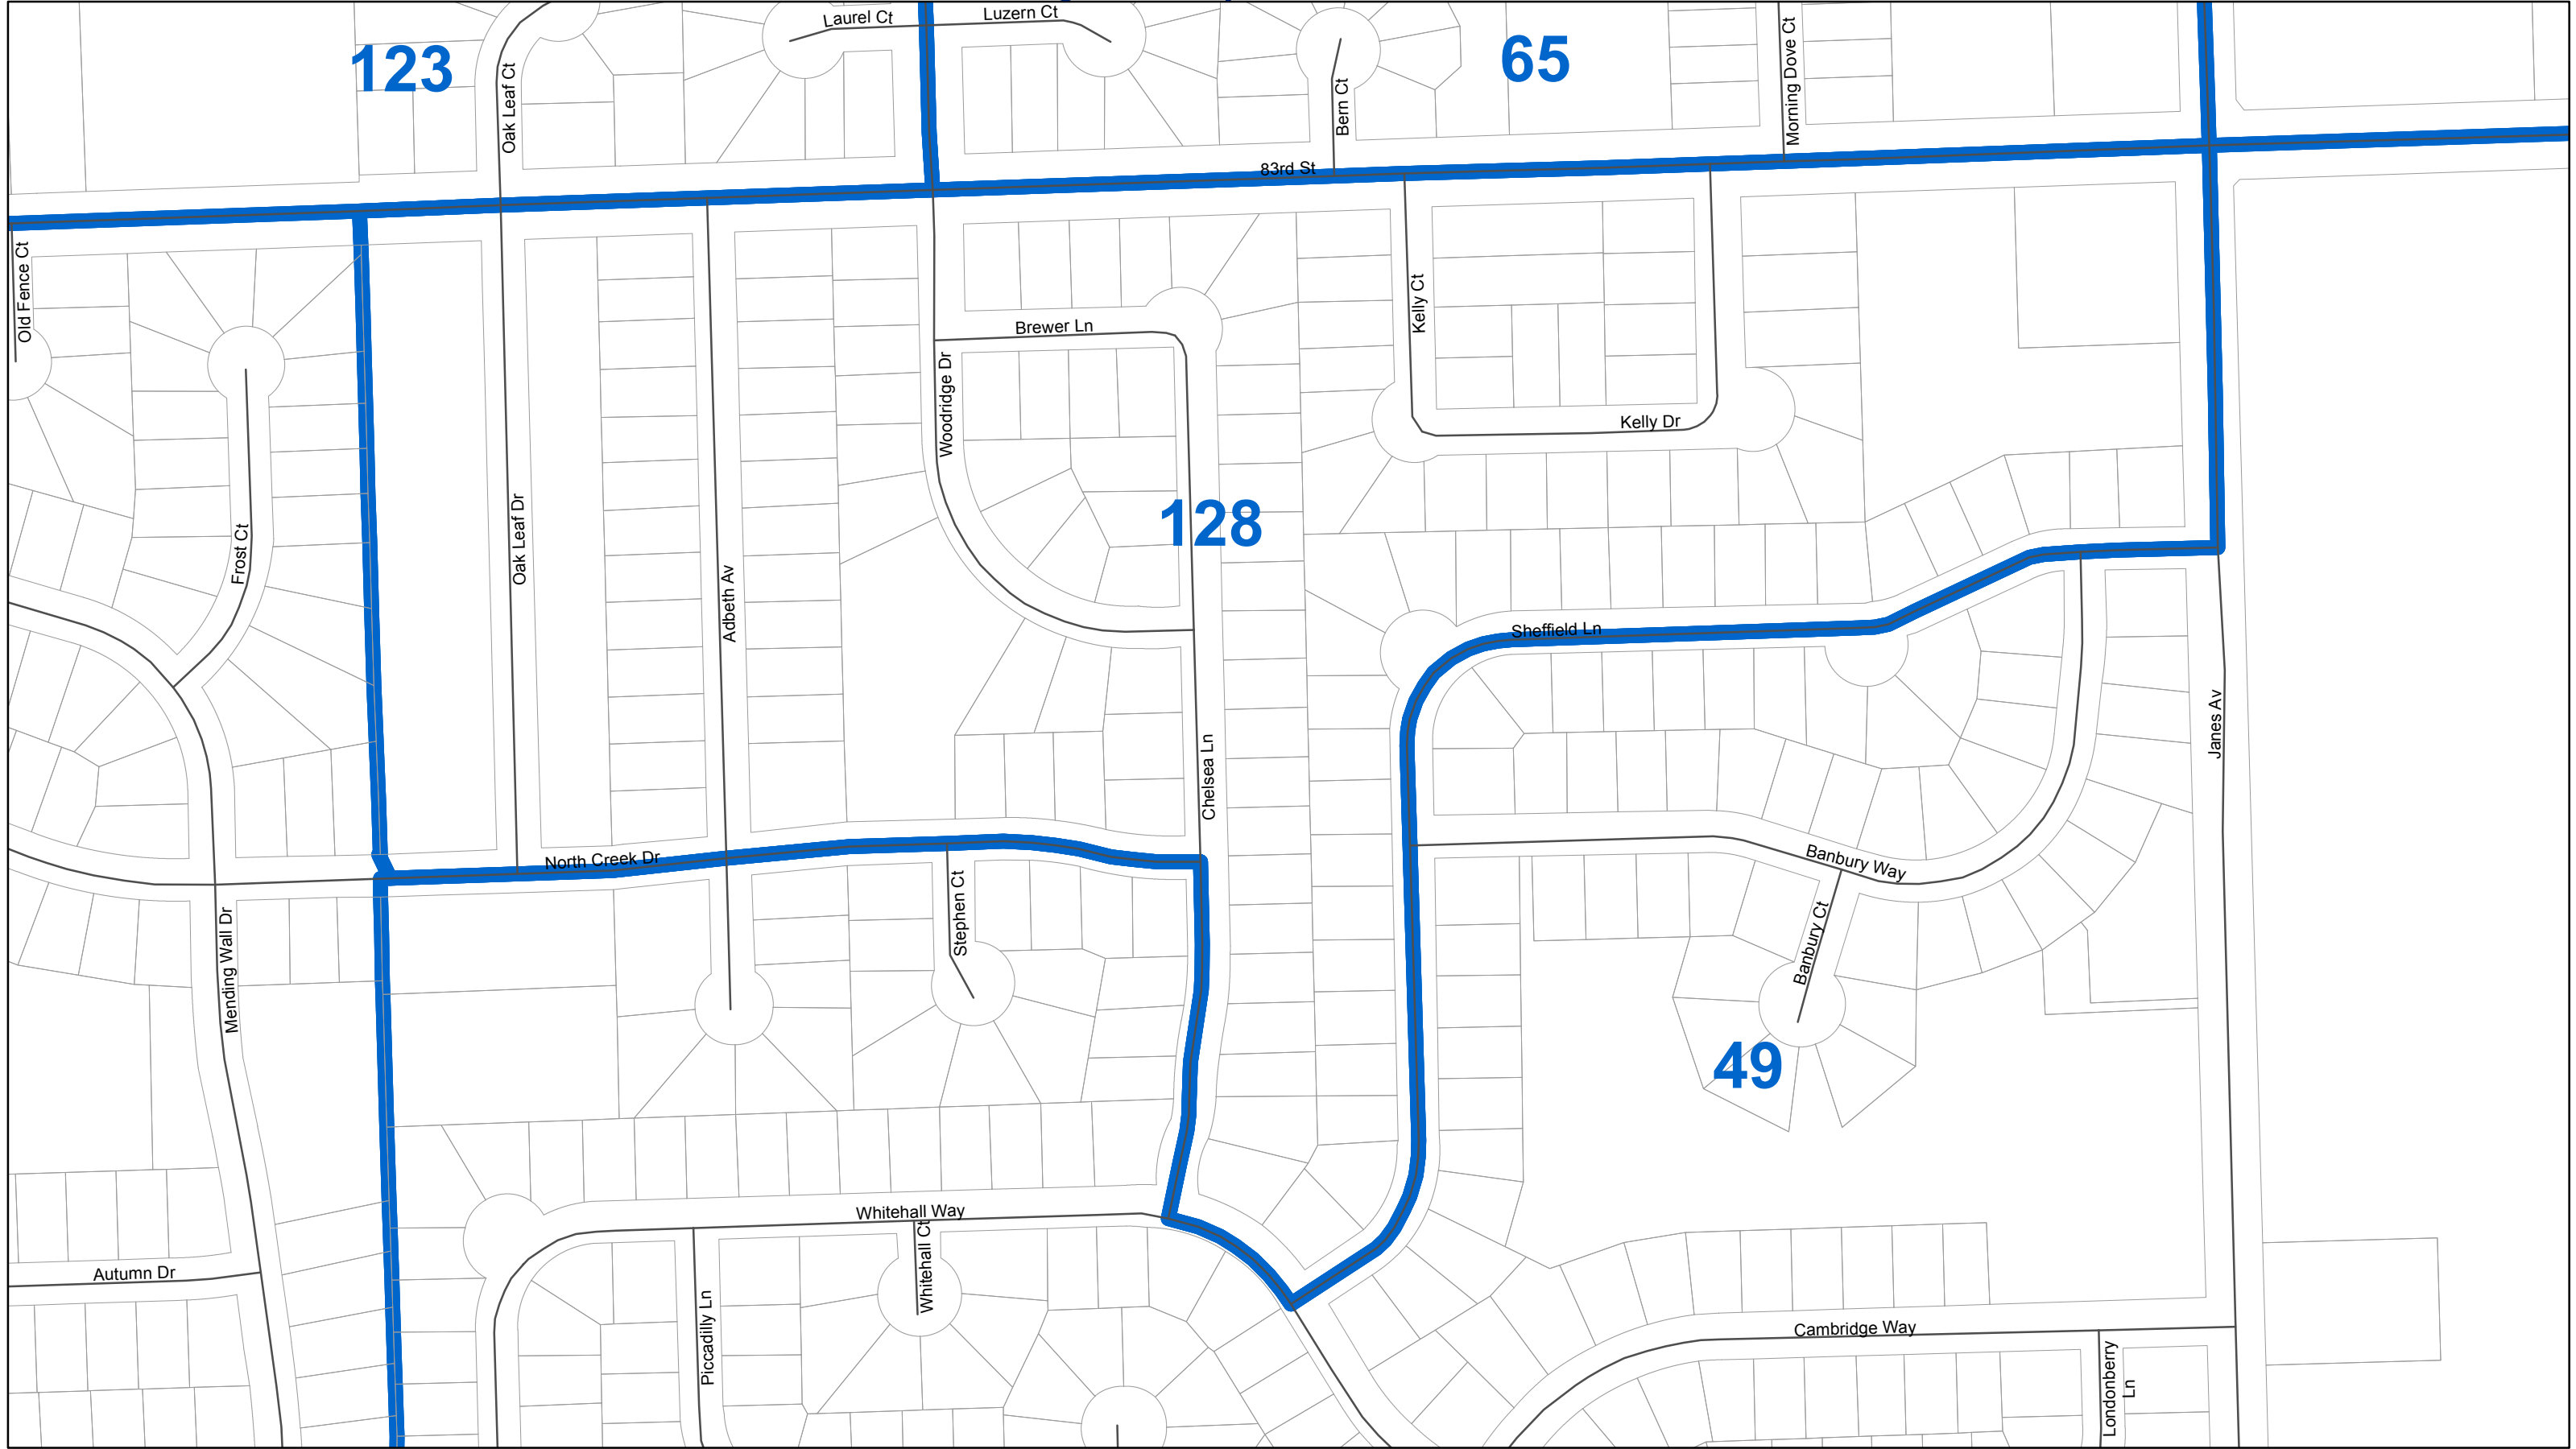 Laurel Ct
Luzern Ct
123
65
Oak Leaf Ct
Bern Ct
Morning Dove Ct
83rd St
Old Fence Ct
Kelly Ct
Brewer Ln
Woodridge Dr
Kelly Dr
128
Frost Ct
Oak Leaf Dr
Adbeth Av
Sheffield Ln
Janes Av
Chelsea Ln
North Creek Dr
Banbury Way
Stephen Ct
Mending Wall Dr
Banbury Ct
49
Whitehall Way
Whitehall Ct
Autumn Dr
Piccadilly Ln
Cambridge Way
Londonberry
Ln